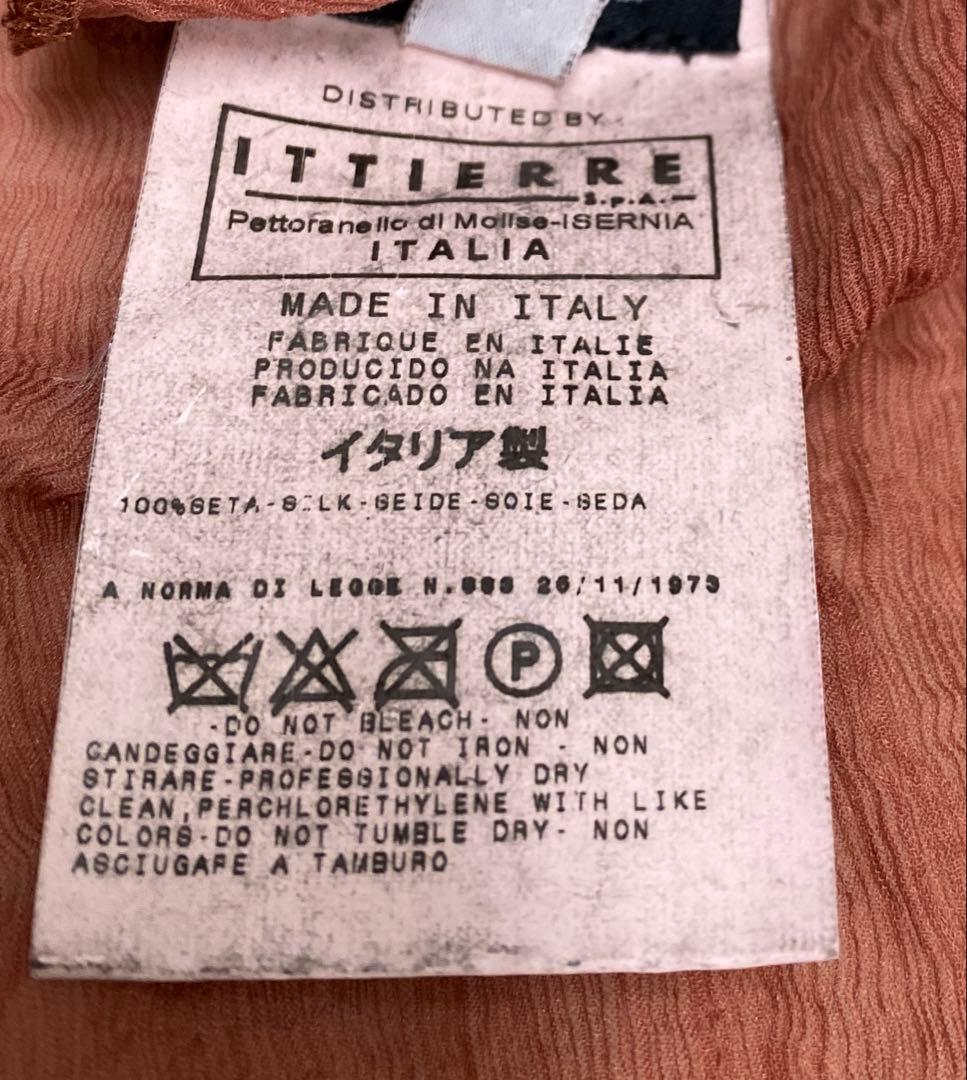 DISTRIBUTED BY
ITTIERRE
S.p.A.
Pettoranello di Molise-ISERNIA
ITALIA
MADE IN ITALY
FABRIQUE EN ITALIE
PRODUCIDO NA ITALIA
FABRICADO EN ITALIA
イタリア製
100%SETA-SILK-SEIDE-SOIE-SEDA
A NORMA DI LEGGE N.883 26/11/1973
P
-DO NOT BLEACH- NON
CANDEGGIARE-DO NOT IRON - NON
STIRARE-PROFESSIONALLY DRY
CLEAN,PERCHLORETHYLENE WITH LIKE
COLORS-DO NOT TUMBLE DRY- NON
ASCIUGARE A TAMBURO